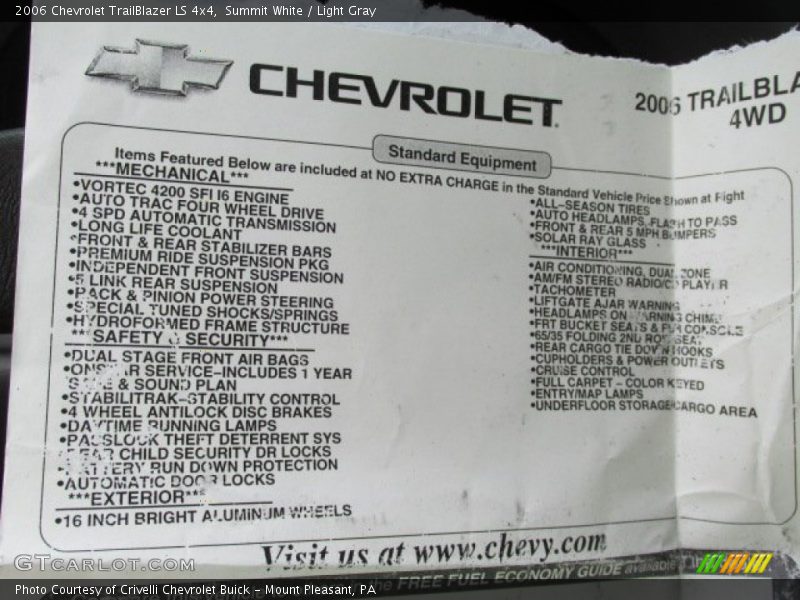 2006 Chevrolet TrailBlazer LS 4x4, Summit White / Light Gray
CHEVROLET
2006 TRAILBLA
4WD
Standard Equipment
Items Featured Below are included at NO EXTRA CHARGE in the Standard Vehicle Price Shown at Right
***MECHANICAL***
•VORTEC 4200 SFI I6 ENGINE
•AUTO TRAC FOUR WHEEL DRIVE
•4 SPD AUTOMATIC TRANSMISSION
•LONG LIFE COOLANT
•FRONT & REAR STABILIZER BARS
•PREMIUM RIDE SUSPENSION PKG
•INDEPENDENT FRONT SUSPENSION
•5 LINK REAR SUSPENSION
•RACK & PINION POWER STEERING
•SPECIAL TUNED SHOCKS/SPRINGS
•HYDROFORMED FRAME STRUCTURE
***SAFETY & SECURITY***
•DUAL STAGE FRONT AIR BAGS
•ONSTAR SERVICE-INCLUDES 1 YEAR
SAFE & SOUND PLAN
•STABILITRAK-STABILITY CONTROL
•4 WHEEL ANTILOCK DISC BRAKES
•DAYTIME RUNNING LAMPS
•PASSLOCK THEFT DETERRENT SYS
•REAR CHILD SECURITY DR LOCKS
•BATTERY RUN DOWN PROTECTION
•AUTOMATIC DOOR LOCKS
***EXTERIOR***
•16 INCH BRIGHT ALUMINUM WHEELS
•ALL-SEASON TIRES
•AUTO HEADLAMPS, FLASH TO PASS
•FRONT & REAR 5 MPH BUMPERS
•SOLAR RAY GLASS
***INTERIOR***
•AIR CONDITIONING, DUAL ZONE
•AM/FM STEREO RADIO/CD PLAYER
•TACHOMETER
•LIFTGATE AJAR WARNING
•HEADLAMPS ON WARNING CHIME
•FRT BUCKET SEATS & FLR CONSOLE
•65/35 FOLDING 2ND ROW SEAT
•REAR CARGO TIE DOWN HOOKS
•CUPHOLDERS & POWER OUTLETS
•CRUISE CONTROL
•FULL CARPET - COLOR KEYED
•ENTRY/MAP LAMPS
•UNDERFLOOR STORAGE-CARGO AREA
Visit us at www.chevy.com
the FREE FUEL ECONOMY GUIDE available
GTCarLot.com
Photo Courtesy of Crivelli Chevrolet Buick - Mount Pleasant, PA